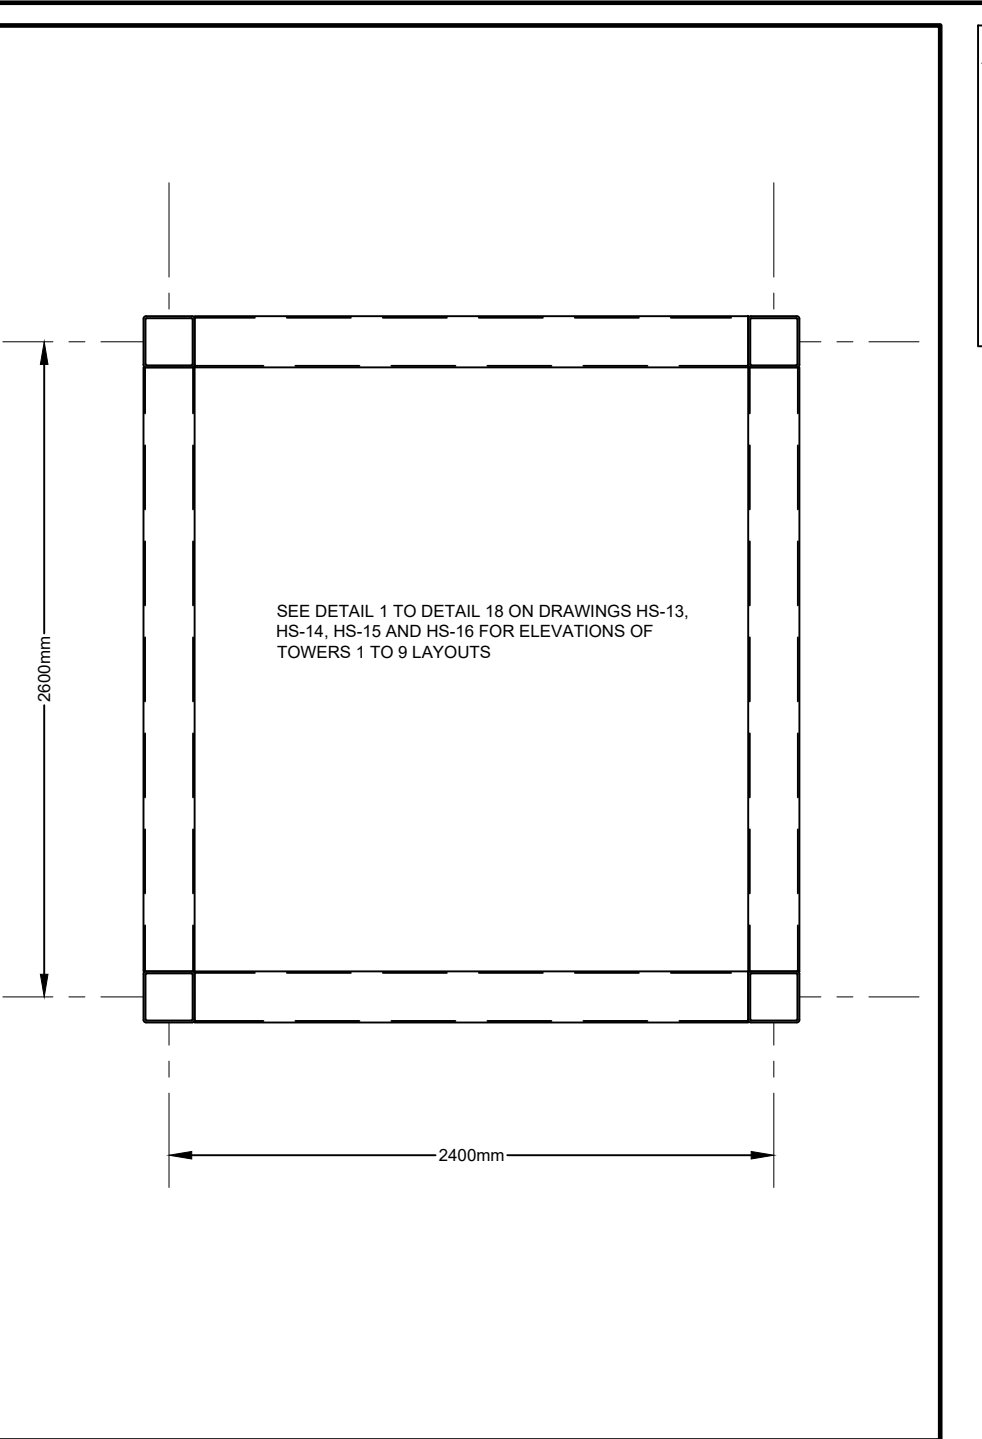 SEE DETAIL 1 TO DETAIL 18 ON DRAWINGS HS-13,
HS-14, HS-15 AND HS-16 FOR ELEVATIONS OF
TOWERS 1 TO 9 LAYOUTS
2600mm
2400mm